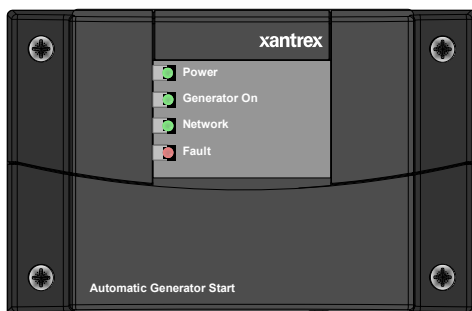 xantrex
Power
Generator On
Network
Fault
Automatic Generator Start